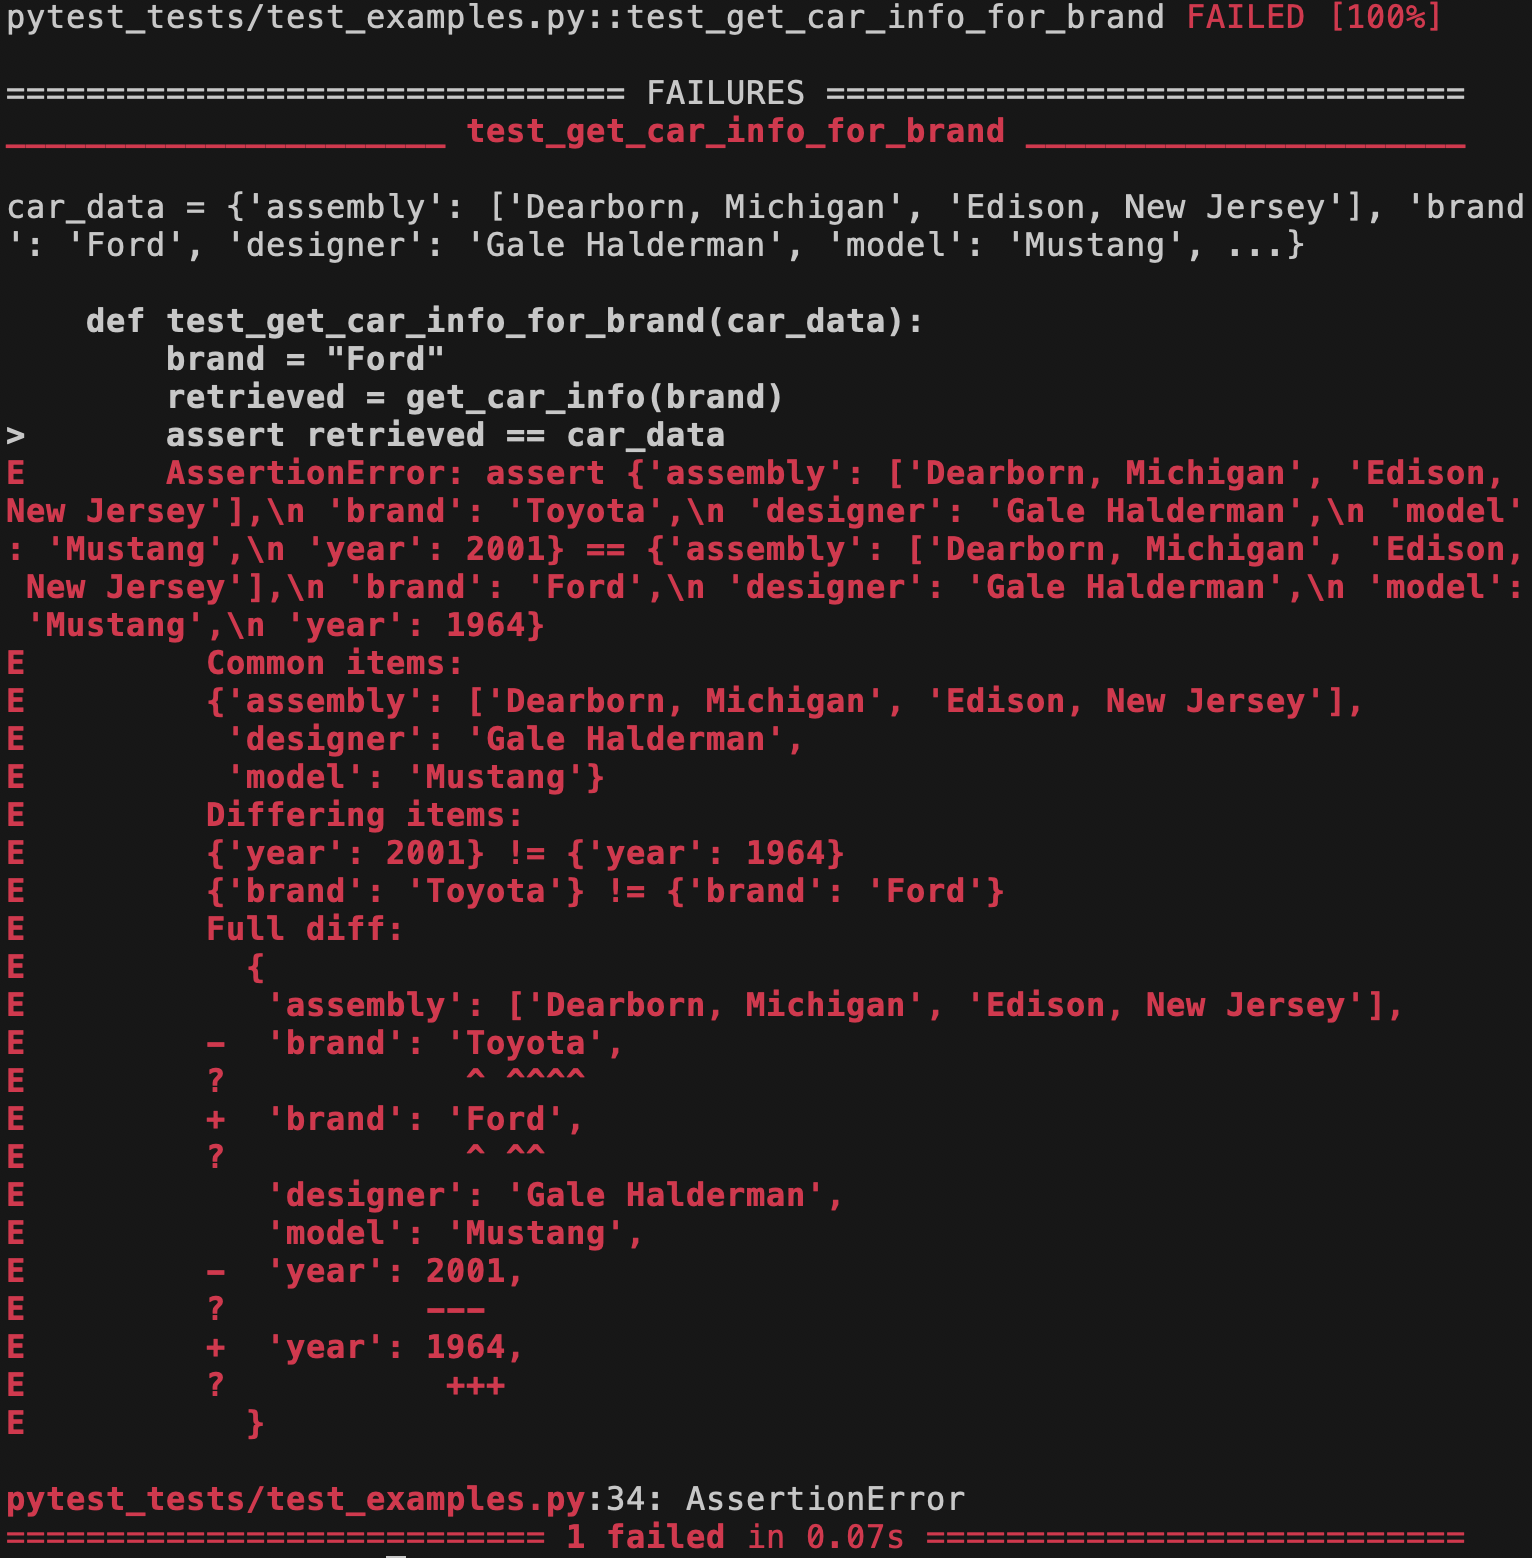 pytest_tests/test_examples.py::test_get_car_info_for_brand FAILED [100%]
=============================== FAILURES ================================
______________________ test_get_car_info_for_brand ______________________
car_data = {'assembly': ['Dearborn, Michigan', 'Edison, New Jersey'], 'brand
': 'Ford', 'designer': 'Gale Halderman', 'model': 'Mustang', ...}
    def test_get_car_info_for_brand(car_data):
        brand = "Ford"
        retrieved = get_car_info(brand)
>       assert retrieved == car_data
E       AssertionError: assert {'assembly': ['Dearborn, Michigan', 'Edison,
New Jersey'],\n 'brand': 'Toyota',\n 'designer': 'Gale Halderman',\n 'model'
: 'Mustang',\n 'year': 2001} == {'assembly': ['Dearborn, Michigan', 'Edison,
 New Jersey'],\n 'brand': 'Ford',\n 'designer': 'Gale Halderman',\n 'model':
 'Mustang',\n 'year': 1964}
E         Common items:
E         {'assembly': ['Dearborn, Michigan', 'Edison, New Jersey'],
E          'designer': 'Gale Halderman',
E          'model': 'Mustang'}
E         Differing items:
E         {'year': 2001} != {'year': 1964}
E         {'brand': 'Toyota'} != {'brand': 'Ford'}
E         Full diff:
E           {
E            'assembly': ['Dearborn, Michigan', 'Edison, New Jersey'],
E         -  'brand': 'Toyota',
E         ?            ^ ^^^^
E         +  'brand': 'Ford',
E         ?            ^ ^^
E            'designer': 'Gale Halderman',
E            'model': 'Mustang',
E         -  'year': 2001,
E         ?          ---
E         +  'year': 1964,
E         ?           +++
E           }
pytest_tests/test_examples.py:34: AssertionError
=========================== 1 failed in 0.07s ===========================